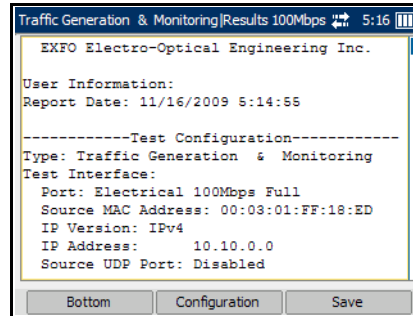 Traffic Generation & Monitoring|Results 100Mbps 5:16
EXFO Electro-Optical Engineering Inc.
User Information:
Report Date: 11/16/2009 5:14:55
------------Test Configuration------------
Type: Traffic Generation & Monitoring
Test Interface:
Port: Electrical 100Mbps Full
Source MAC Address: 00:03:01:FF:18:ED
IP Version: IPv4
IP Address: 10.10.0.0
Source UDP Port: Disabled
Bottom Configuration Save